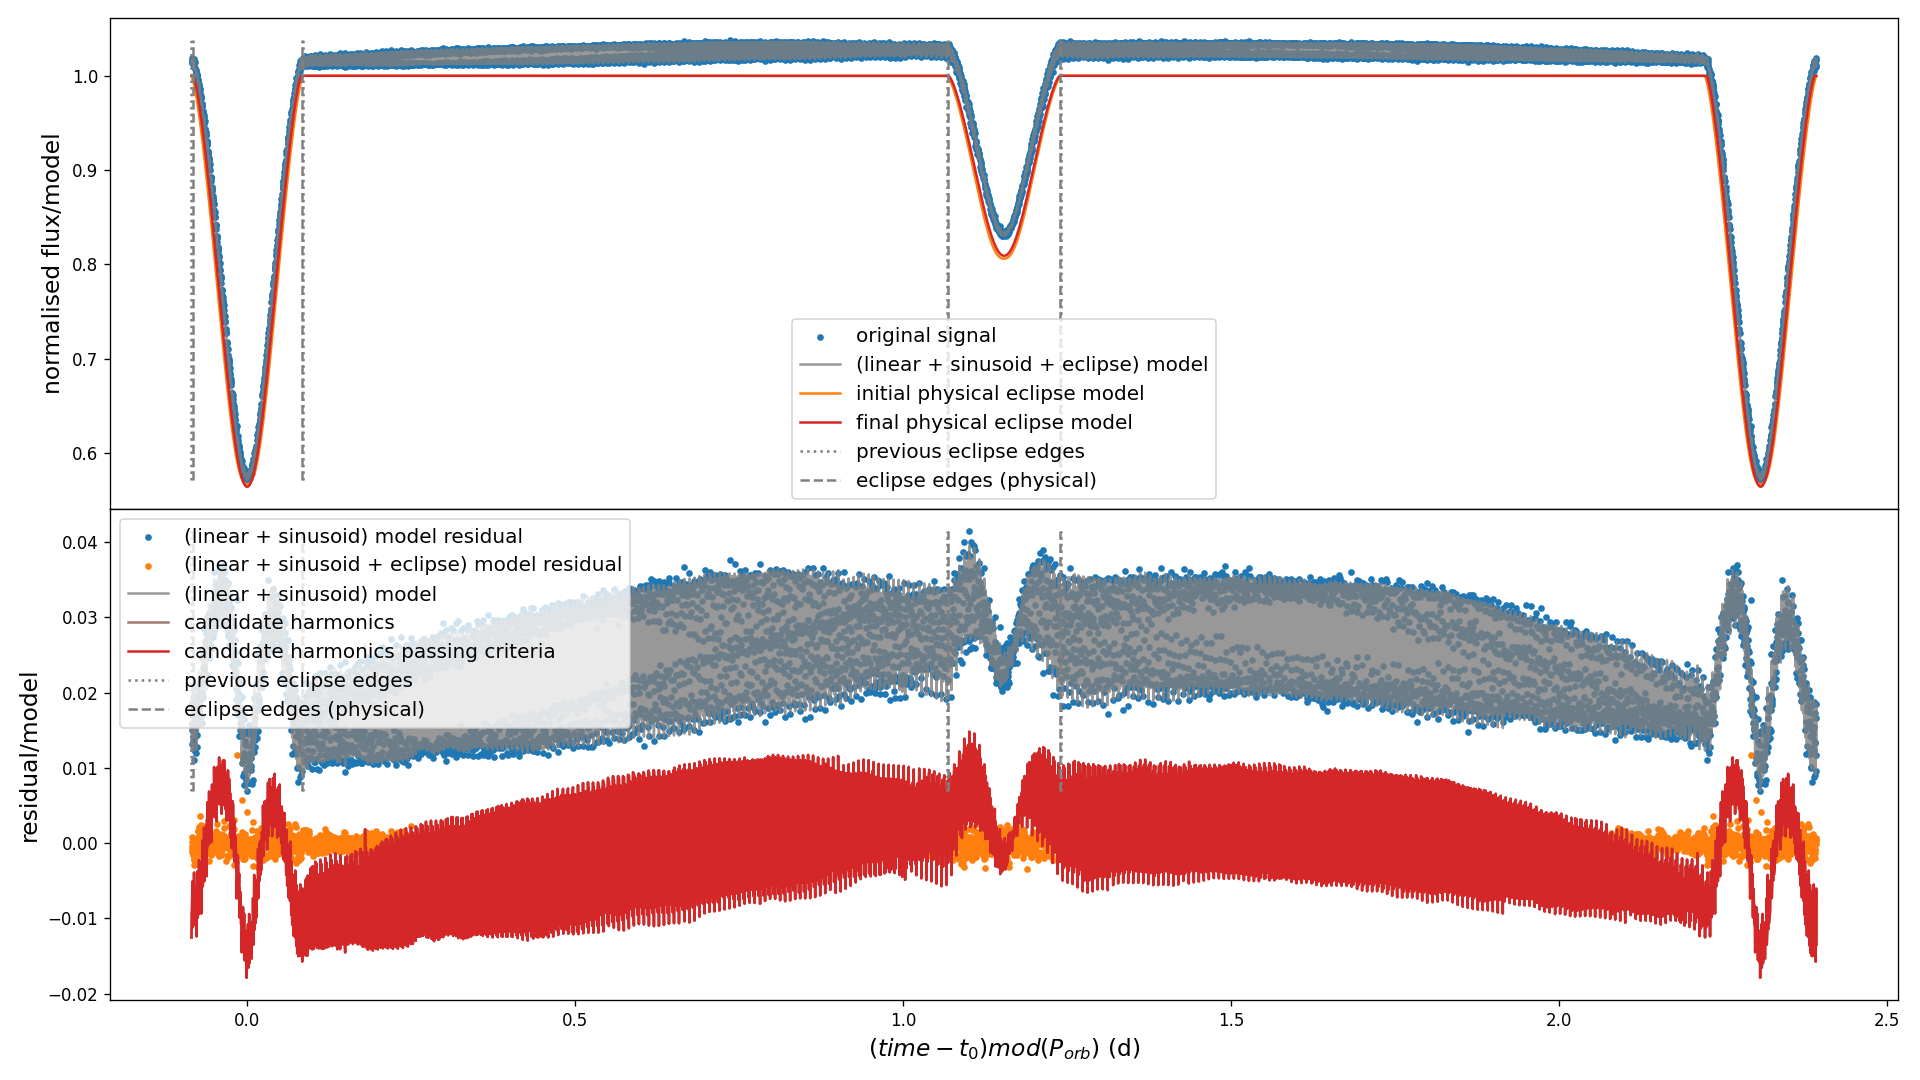 normalised flux/model
1.0
0.9
0.8
0.7
0.6
original signal
(linear + sinusoid + eclipse) model
initial physical eclipse model
final physical eclipse model
previous eclipse edges
eclipse edges (physical)
residual/model
0.04
0.03
0.02
0.01
0.00
−0.01
−0.02
(linear + sinusoid) model residual
(linear + sinusoid + eclipse) model residual
(linear + sinusoid) model
candidate harmonics
candidate harmonics passing criteria
previous eclipse edges
eclipse edges (physical)
0.0 0.5 1.0 1.5 2.0 2.5
(time − t₀)mod(P_orb) (d)